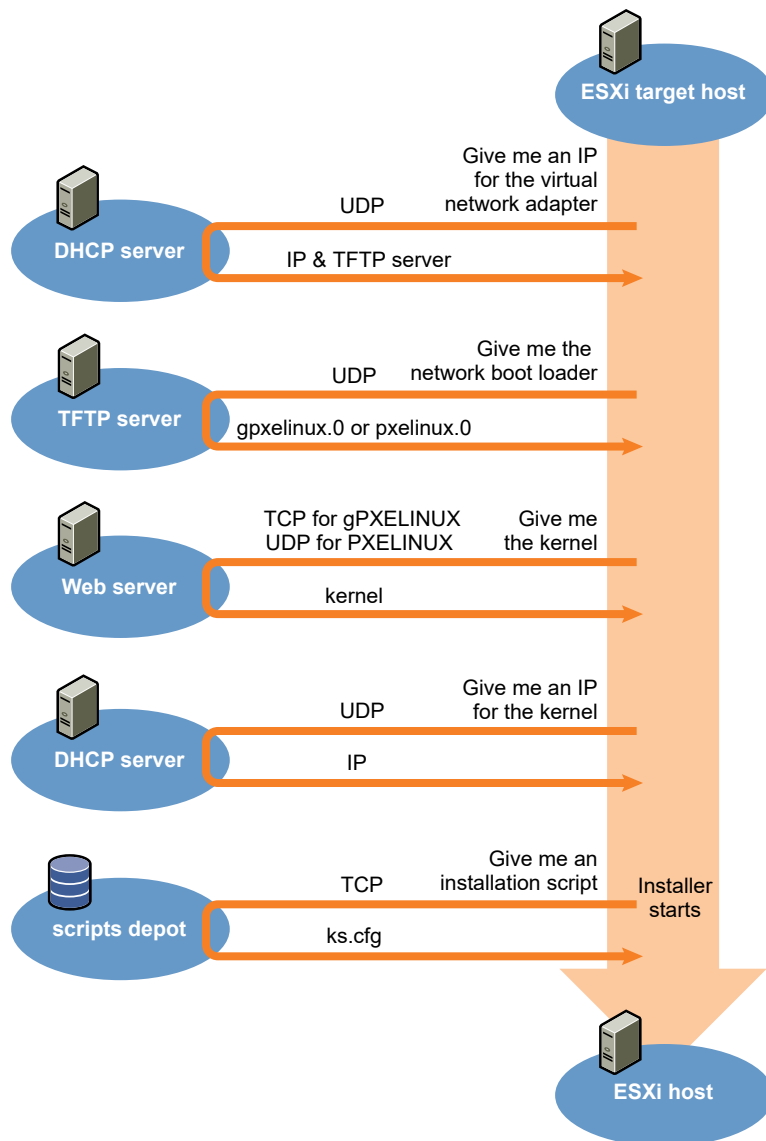 ESXi target host
Give me an IP
for the virtual
network adapter
UDP
DHCP server
IP & TFTP server
Give me the
network boot loader
UDP
TFTP server
gpxelinux.0 or pxelinux.0
TCP for gPXELINUX
UDP for PXELINUX
Give me
the kernel
Web server
kernel
Give me an IP
for the kernel
UDP
DHCP server
IP
Give me an
installation script
TCP
Installer
starts
scripts depot
ks.cfg
ESXi host